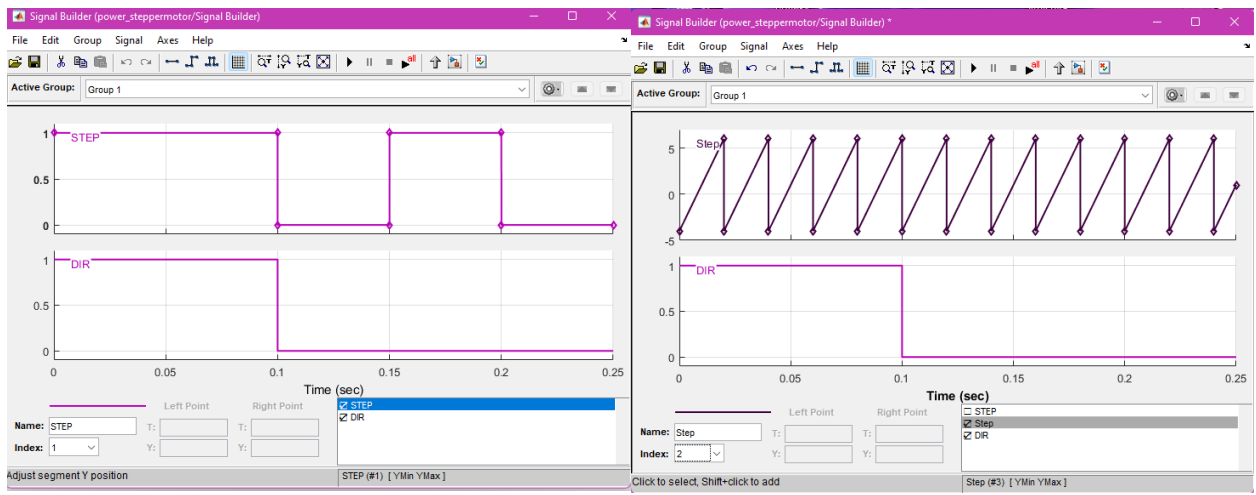 Signal Builder (power_steppermotor/Signal Builder)
File Edit Group Signal Axes Help
all
Active Group: Group 1
STEP
1
0.5
0
DIR
1
0.5
0
0 0.05 0.1 0.15 0.2 0.25
Time (sec)
Left Point Right Point
Name: STEP T: T:
Index: 1 Y: Y:
STEP
DIR
Adjust segment Y position STEP (#1) [ YMin YMax ]
Signal Builder (power_steppermotor/Signal Builder) *
File Edit Group Signal Axes Help
all
Active Group: Group 1
Step
5
0
-5
DIR
1
0.5
0
0 0.05 0.1 0.15 0.2 0.25
Time (sec)
Left Point Right Point
Name: Step T: T:
Index: 2 Y: Y:
STEP
Step
DIR
Click to select, Shift+click to add Step (#3) [ YMin YMax ]